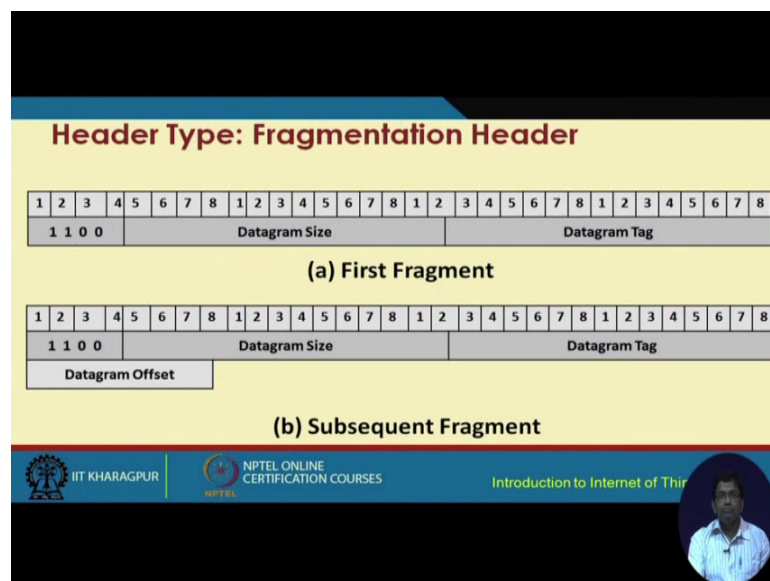 Header Type: Fragmentation Header
1 2 3 4 5 6 7 8 1 2 3 4 5 6 7 8 1 2 3 4 5 6 7 8 1 2 3 4 5 6 7 8
1 1 0 0 Datagram Size Datagram Tag
(a) First Fragment
1 2 3 4 5 6 7 8 1 2 3 4 5 6 7 8 1 2 3 4 5 6 7 8 1 2 3 4 5 6 7 8
1 1 0 0 Datagram Size Datagram Tag
Datagram Offset
(b) Subsequent Fragment
IIT KHARAGPUR
NPTEL
NPTEL ONLINE
CERTIFICATION COURSES
Introduction to Internet of Thin